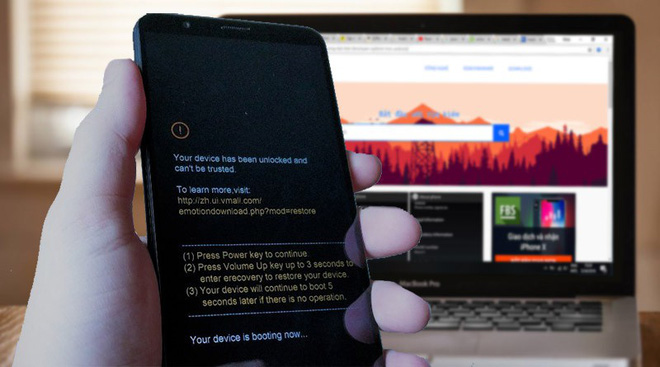 Your device has been unlocked and
can't be trusted.
To learn more,visit:
http://zh.ui.vmall.com/
emotiondownload.php?mod=restore
(1) Press Power key to continue.
(2) Press Volume Up key up to 3 seconds to
enter erecovery to restore your device.
(3) Your device will continue to boot 5
seconds later if there is no operation.
Your device is booting now...
FBS
Giao dịch và nhận
iPhone 8
MacBook Pro